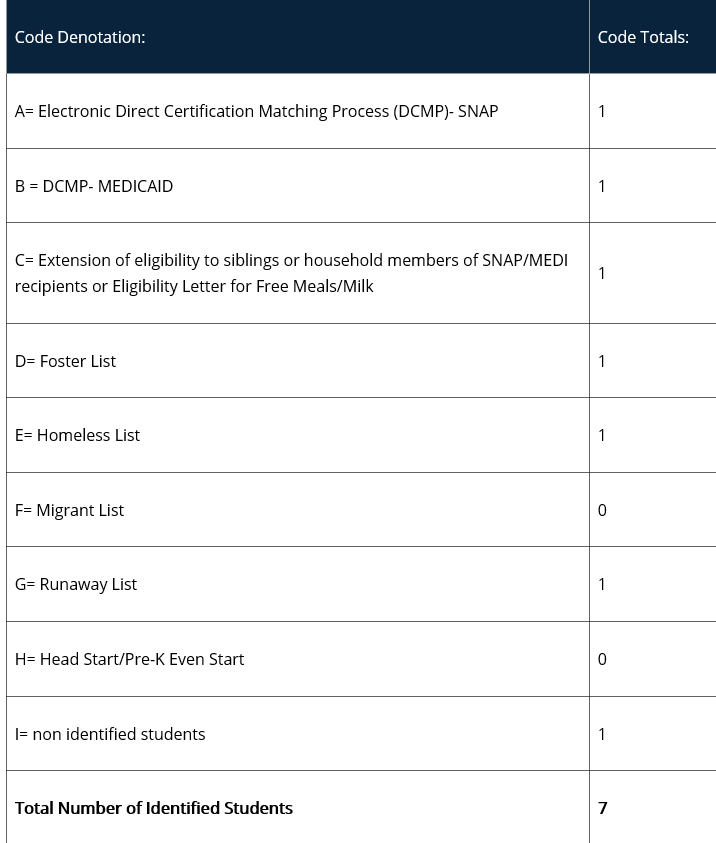 Code Denotation: Code Totals:
A= Electronic Direct Certification Matching Process (DCMP)- SNAP 1
B = DCMP- MEDICAID 1
C= Extension of eligibility to siblings or household members of SNAP/MEDI
recipients or Eligibility Letter for Free Meals/Milk 1
D= Foster List 1
E= Homeless List 1
F= Migrant List 0
G= Runaway List 1
H= Head Start/Pre-K Even Start 0
I= non identified students 1
Total Number of Identified Students 7